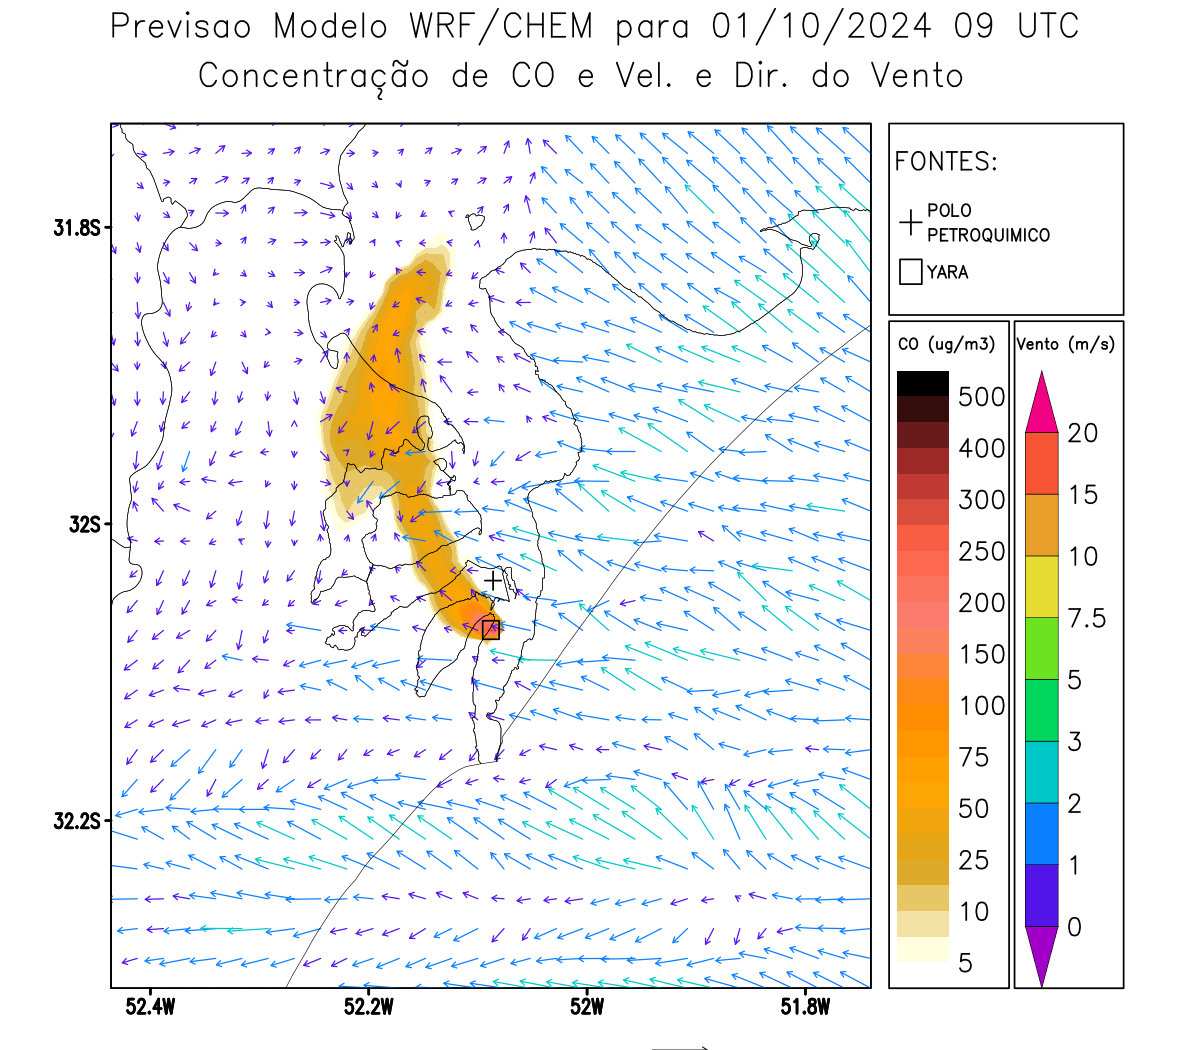 Previsao Modelo WRF/CHEM para 01/10/2024 09 UTC
Concentração de CO e Vel. e Dir. do Vento
FONTES:
POLO
PETROQUIMICO
YARA
CO (ug/m3)
500
400
300
250
200
150
100
75
50
25
10
5
Vento (m/s)
20
15
10
7.5
5
3
2
1
0
31.8S
32S
32.2S
52.4W
52.2W
52W
51.8W